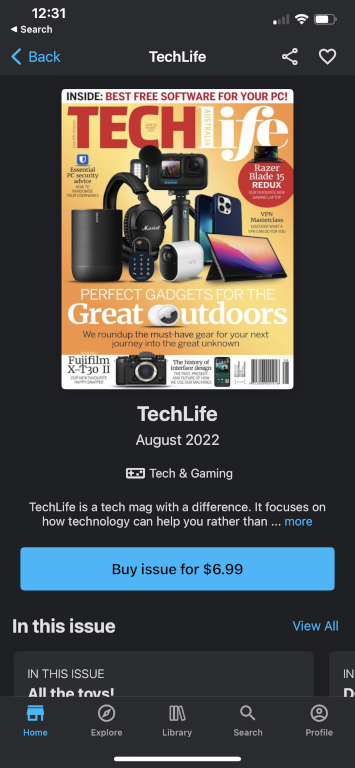 12:31
Search
Back
TechLife
INSIDE: BEST FREE SOFTWARE FOR YOUR PC!
TECH life
AUSTRALIA
Essential
PC security
advice
HOW TO
RANDOMISE
YOUR USERNAMES
Razer
Blade 15
REDUX
OUR FAVOURITE NEW
GAMING LAPTOP
VPN
Masterclass
DISCOVER WHAT A
VPN CAN DO FOR YOU
Marshall
PERFECT GADGETS FOR THE
Great Outdoors
We roundup the must-have gear for your next
journey into the great unknown
Fujifilm
X-T30 II
OUR NEW FAVOURITE
HAPPY SNAPPER
The history of
interface design
THE PAST, PRESENT
AND FUTURE OF HOW
WE USE OUR MACHINES
TechLife
August 2022
Tech & Gaming
TechLife is a tech mag with a difference. It focuses on
how technology can help you rather than ... more
Buy issue for $6.99
In this issue
View All
IN THIS ISSUE
All the toys!
IN
D
Home
Explore
Library
Search
Profile